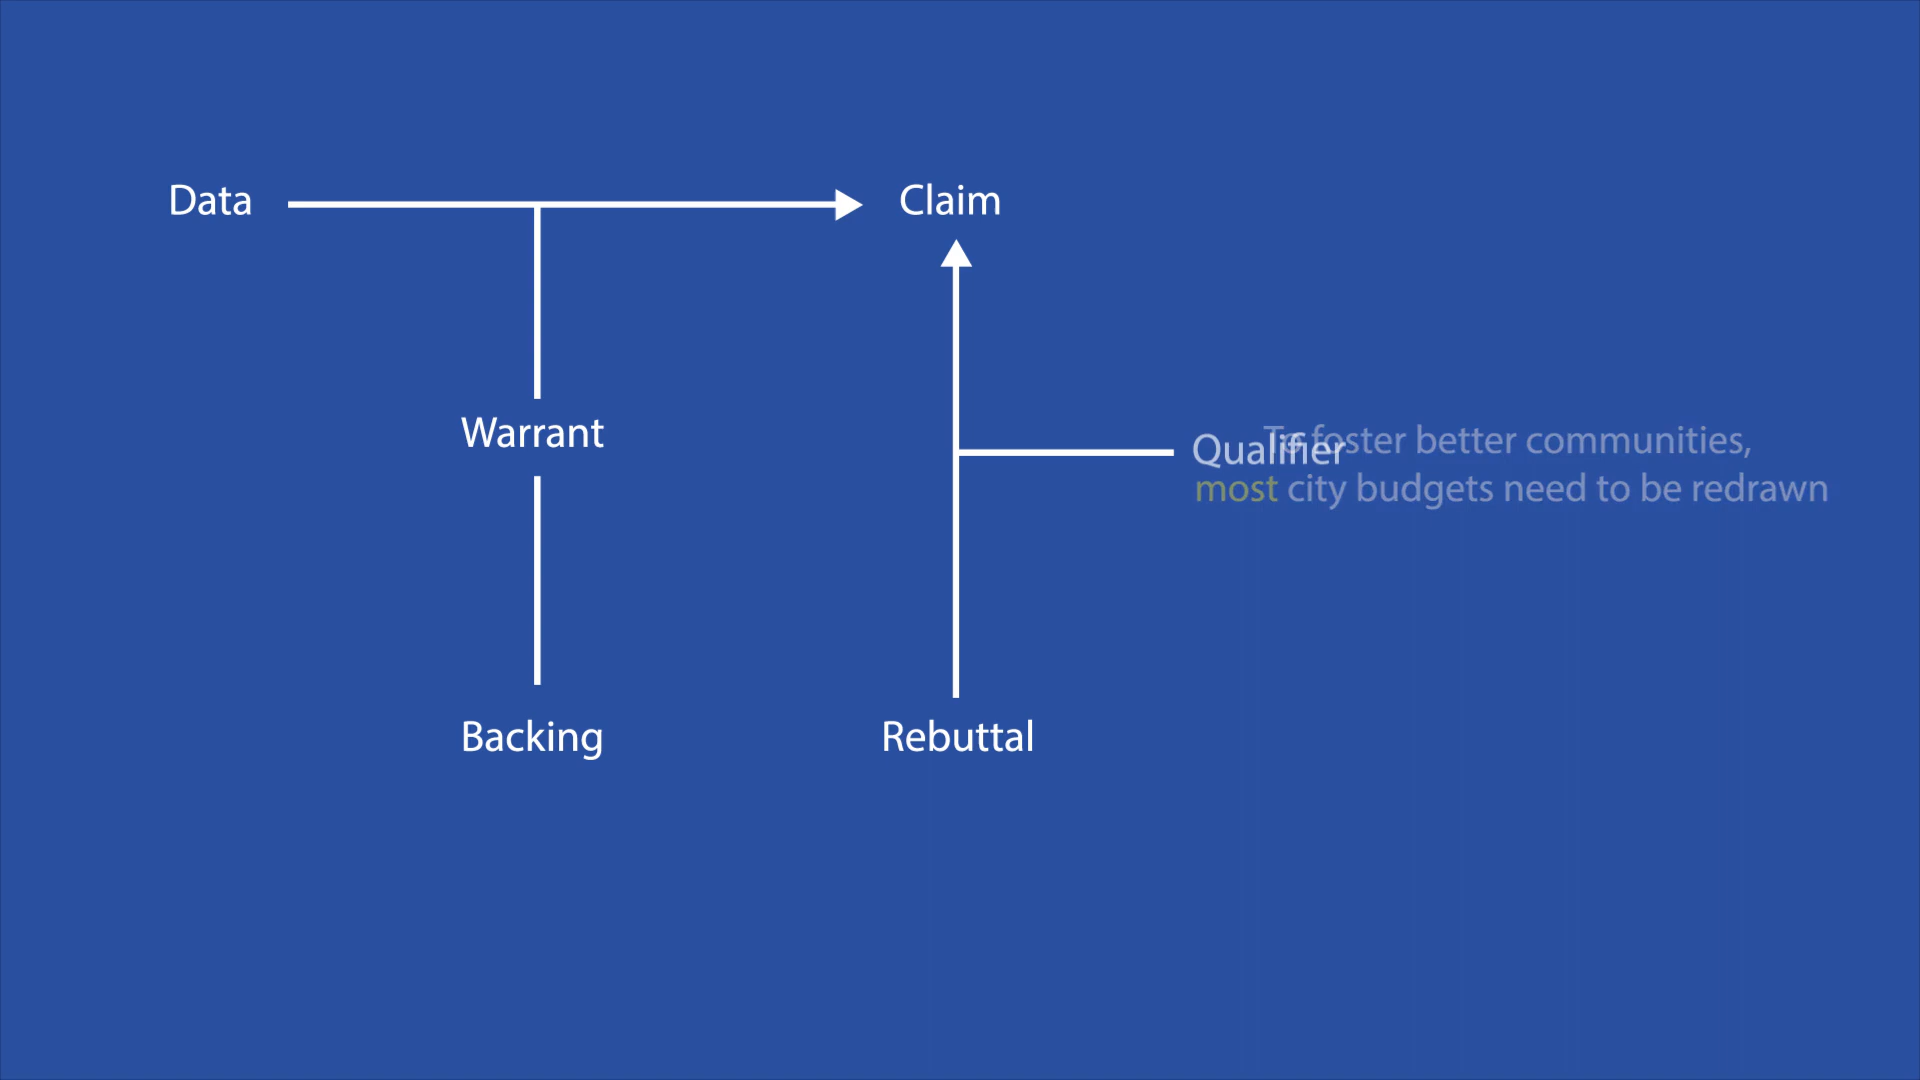 Data
Claim
Warrant
Qualifier
To foster better communities,
most city budgets need to be redrawn
Backing
Rebuttal